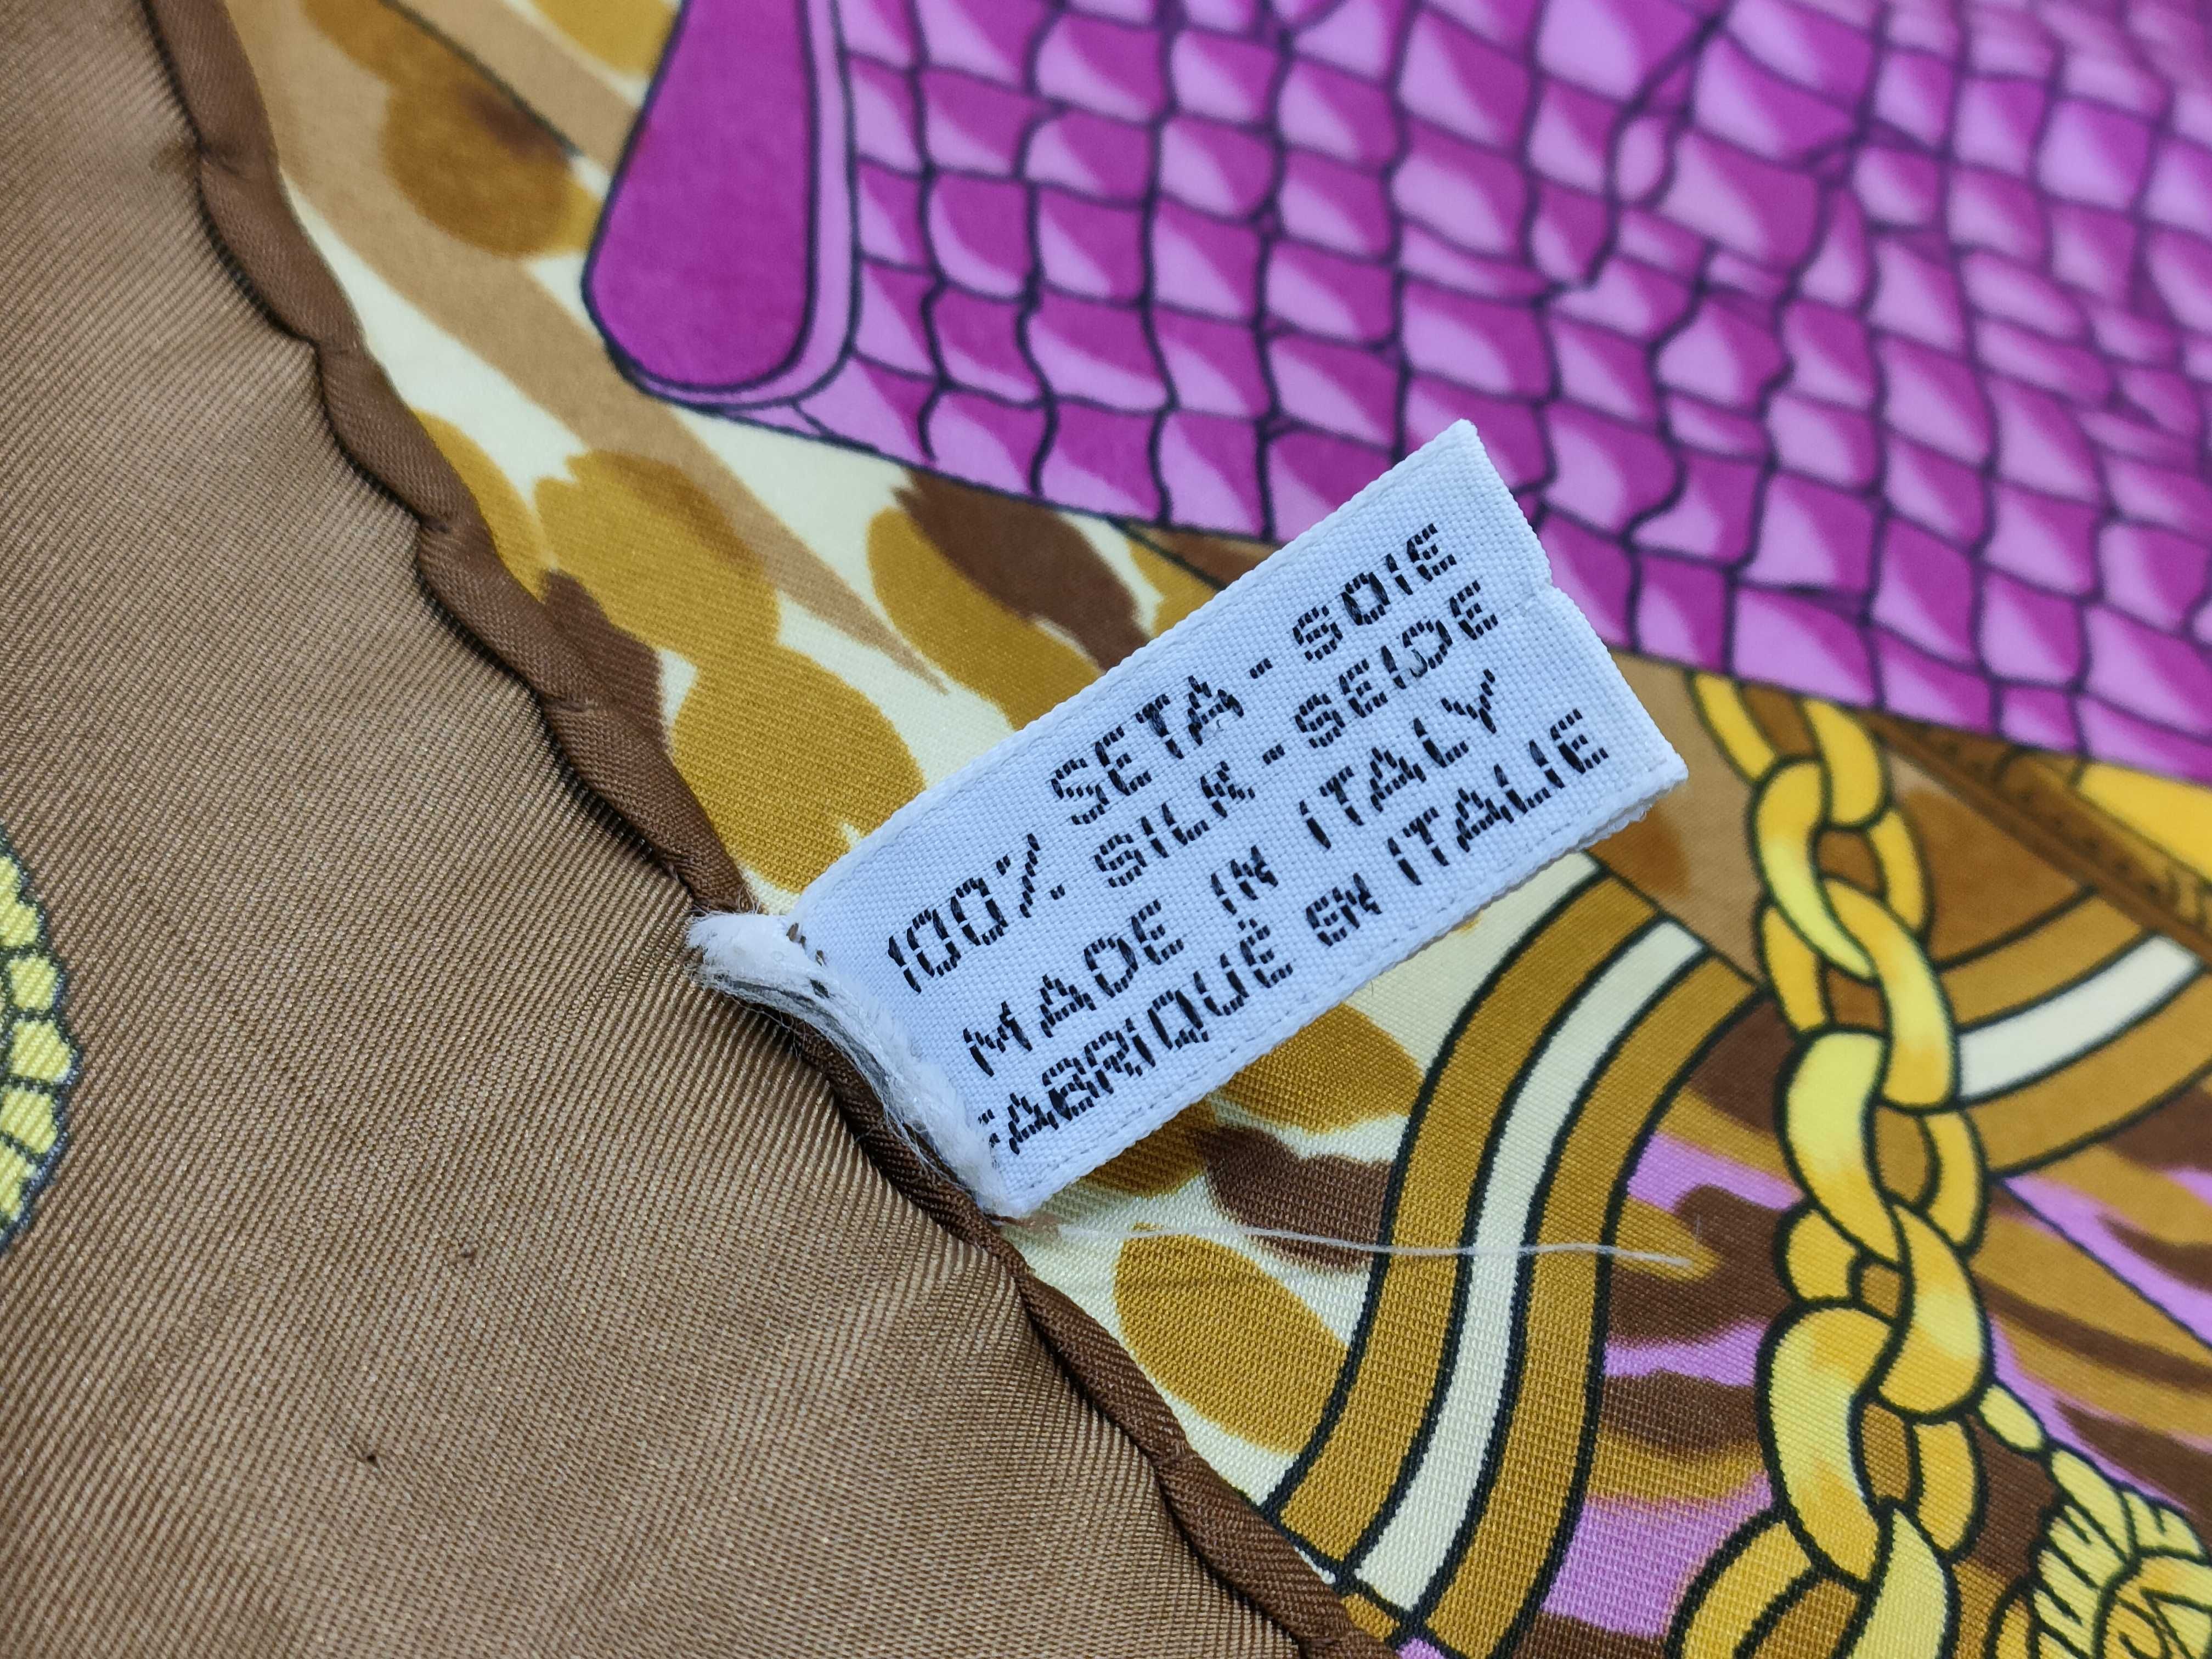 100% SETA - SOIE
SILK - SEIDE
MADE IN ITALY
FABRIQUÉ EN ITALIE